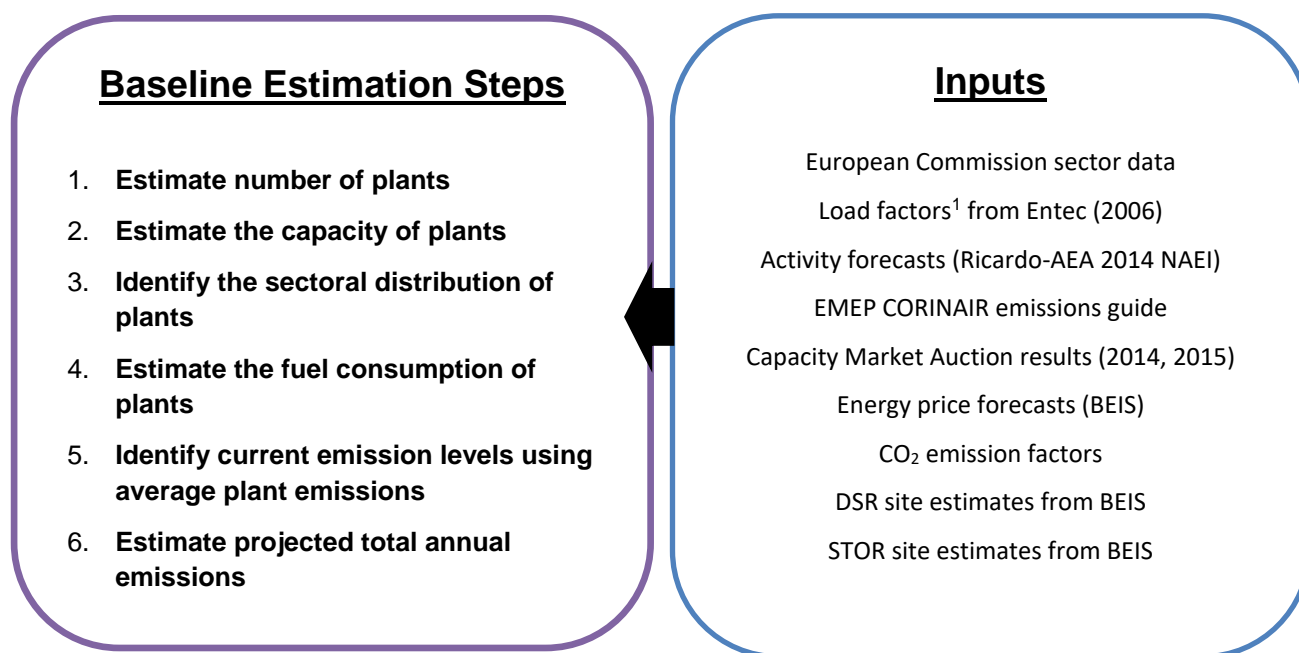 Baseline Estimation Steps
1. Estimate number of plants
2. Estimate the capacity of plants
3. Identify the sectoral distribution of
plants
4. Estimate the fuel consumption of
plants
5. Identify current emission levels using
average plant emissions
6. Estimate projected total annual
emissions
Inputs
European Commission sector data
Load factors¹ from Entec (2006)
Activity forecasts (Ricardo-AEA 2014 NAEI)
EMEP CORINAIR emissions guide
Capacity Market Auction results (2014, 2015)
Energy price forecasts (BEIS)
CO₂ emission factors
DSR site estimates from BEIS
STOR site estimates from BEIS